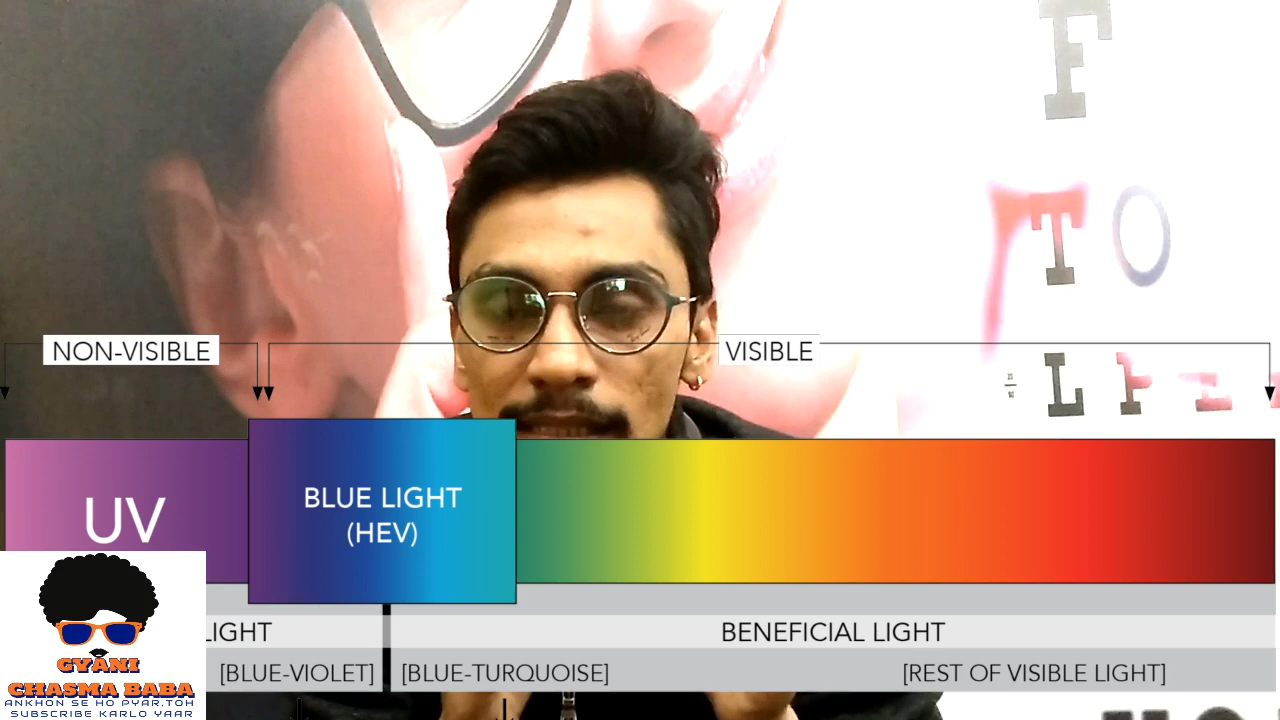 F
T O
L
NON-VISIBLE
VISIBLE
UV
BLUE LIGHT
(HEV)
LIGHT
BENEFICIAL LIGHT
[BLUE-VIOLET]
[BLUE-TURQUOISE]
[REST OF VISIBLE LIGHT]
GYANI
CHASMA BABA
ANKHON SE HO PYAR,TOH
SUBSCRIBE KARLO YAAR